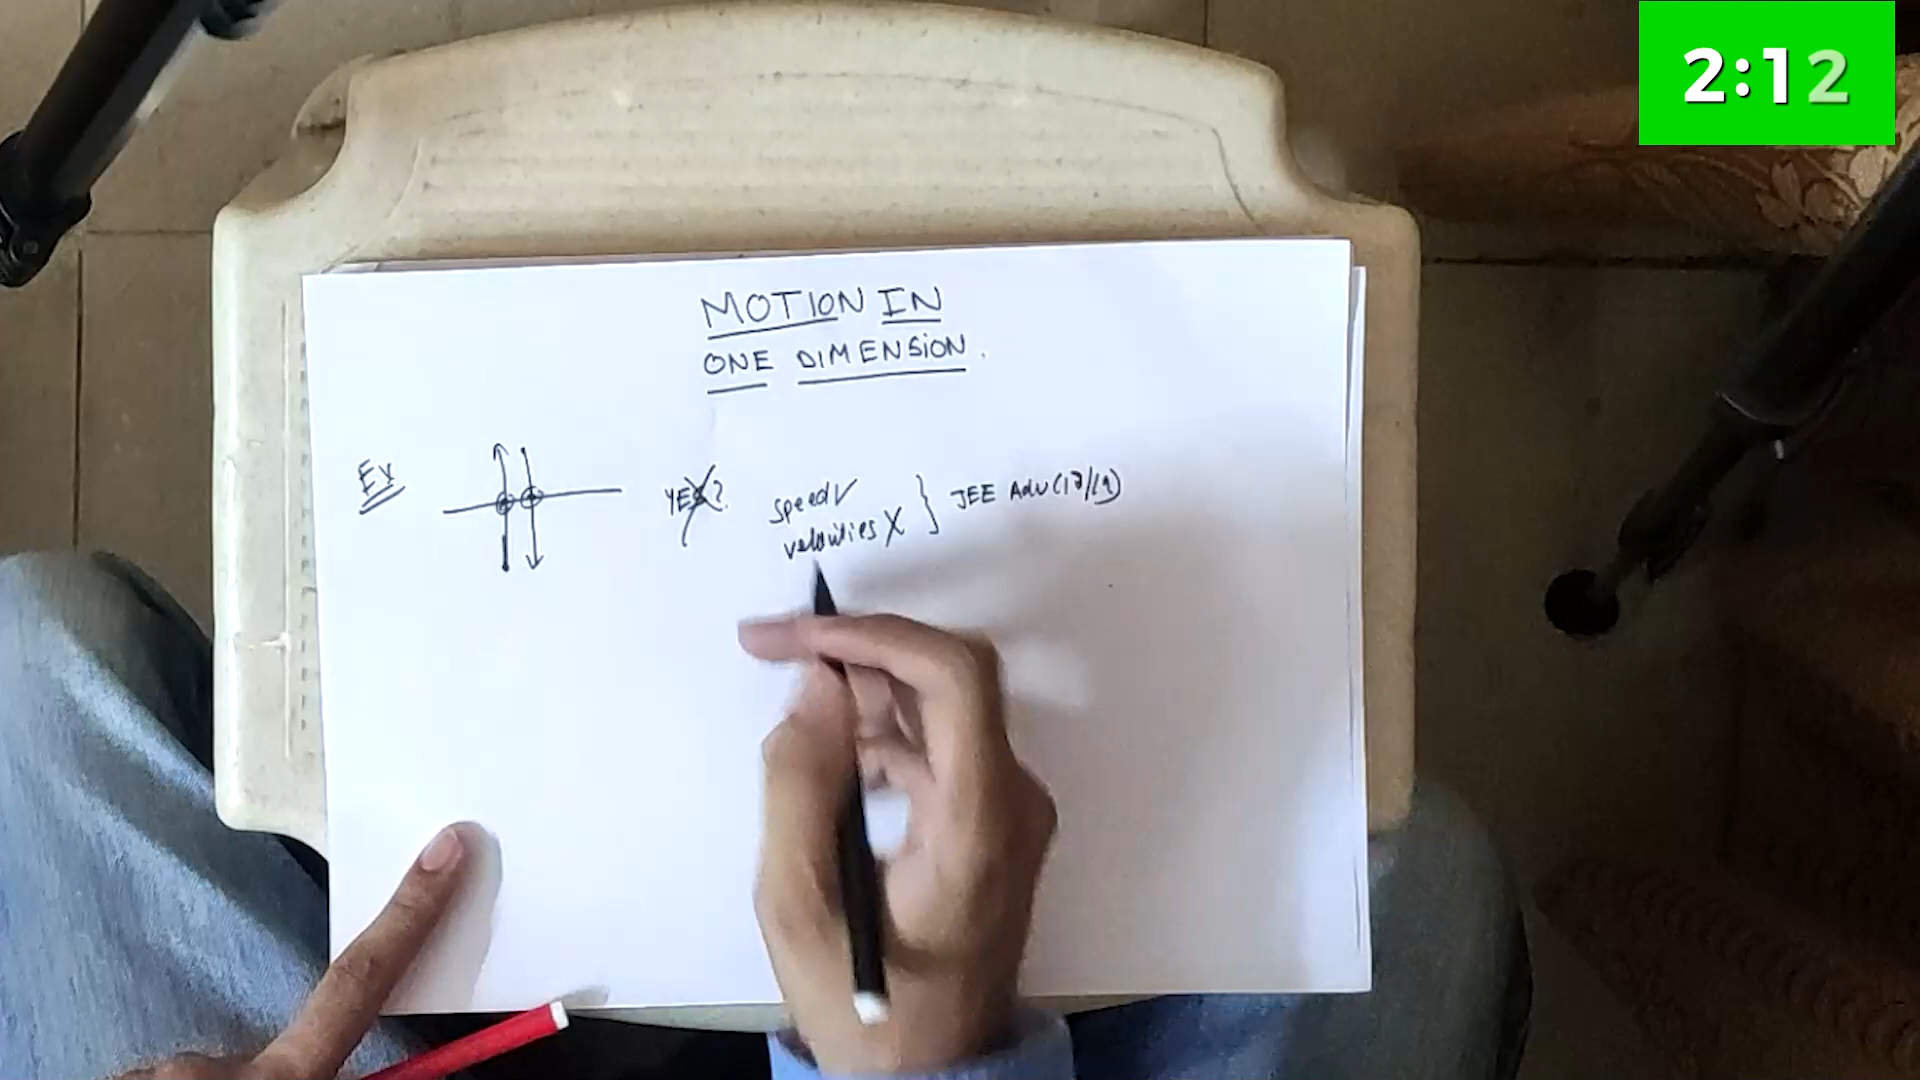 2:12
MOTION IN
ONE DIMENSION.
Ex
YES?
speed✓
velocities X } JEE Adv(17/19)